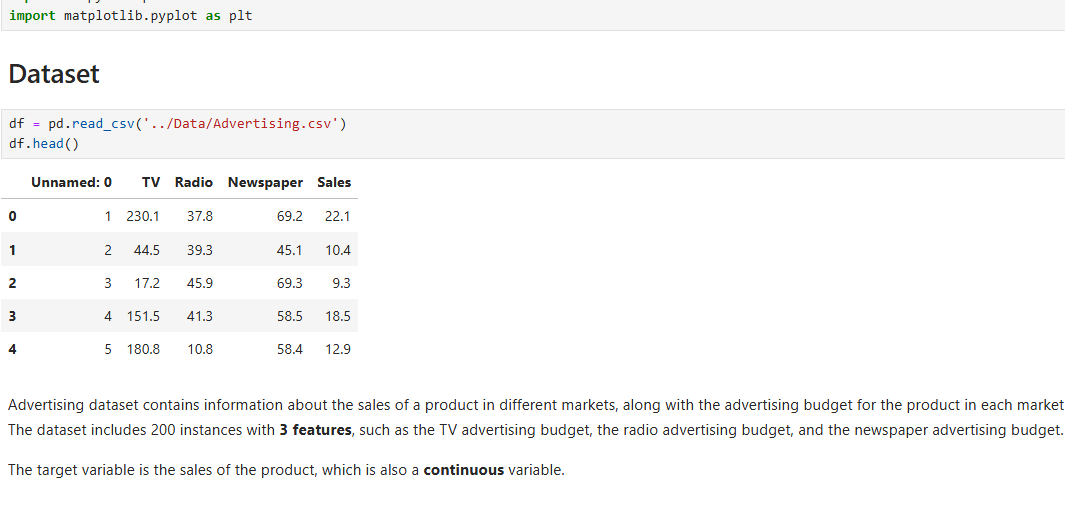 import matplotlib.pyplot as plt
Dataset
df = pd.read_csv('../Data/Advertising.csv')
df.head()
Unnamed: 0 TV Radio Newspaper Sales
0 1 230.1 37.8 69.2 22.1
1 2 44.5 39.3 45.1 10.4
2 3 17.2 45.9 69.3 9.3
3 4 151.5 41.3 58.5 18.5
4 5 180.8 10.8 58.4 12.9
Advertising dataset contains information about the sales of a product in different markets, along with the advertising budget for the product in each market
The dataset includes 200 instances with 3 features, such as the TV advertising budget, the radio advertising budget, and the newspaper advertising budget.
The target variable is the sales of the product, which is also a continuous variable.